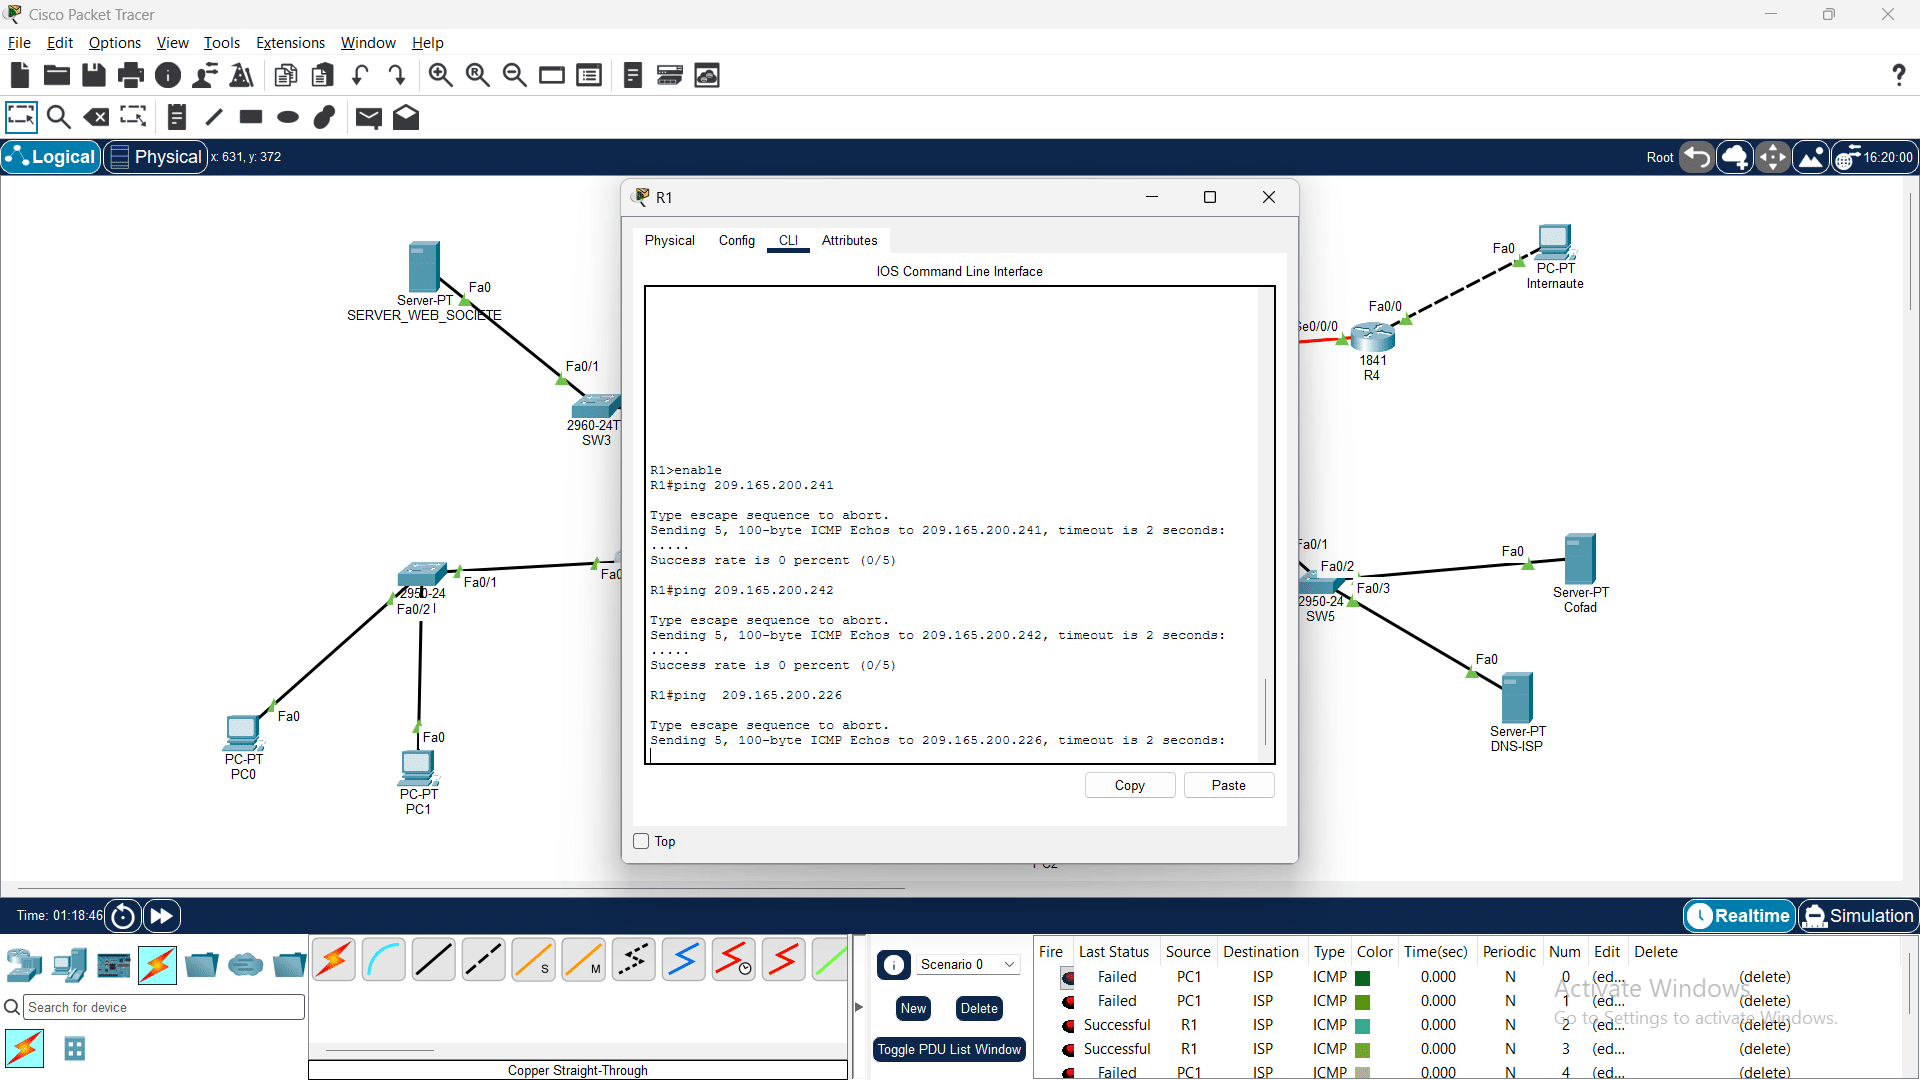 Cisco Packet Tracer
File Edit Options View Tools Extensions Window Help
Logical Physical x: 631, y: 372
Root 16:20:00
R1
Physical Config CLI Attributes
IOS Command Line Interface
R1>enable
R1#ping 209.165.200.241
Type escape sequence to abort.
Sending 5, 100-byte ICMP Echos to 209.165.200.241, timeout is 2 seconds:
.....
Success rate is 0 percent (0/5)
R1#ping 209.165.200.242
Type escape sequence to abort.
Sending 5, 100-byte ICMP Echos to 209.165.200.242, timeout is 2 seconds:
.....
Success rate is 0 percent (0/5)
R1#ping  209.165.200.226
Type escape sequence to abort.
Sending 5, 100-byte ICMP Echos to 209.165.200.226, timeout is 2 seconds:
Copy Paste
Top
Fa0
Server-PT
SERVER_WEB_SOCIETE
Fa0/1
2960-24T
SW3
Fa0/1
2950-24
Fa0/2
Fa0
PC-PT
PC0
Fa0
PC-PT
PC1
Fa0
PC-PT
Internaute
Fa0/0
Se0/0/0
1841
R4
Fa0/1
Fa0/2
Fa0/3
2950-24
SW5
Fa0
Server-PT
Cofad
Fa0
Server-PT
DNS-ISP
Time: 01:18:46
Realtime Simulation
Search for device
S M
Copper Straight-Through
Scenario 0
New Delete
Toggle PDU List Window
Fire Last Status Source Destination Type Color Time(sec) Periodic Num Edit Delete
Failed PC1 ISP ICMP 0.000 N 0 (ed... (delete)
Failed PC1 ISP ICMP 0.000 N 1 (ed... (delete)
Successful R1 ISP ICMP 0.000 N 2 (ed... (delete)
Successful R1 ISP ICMP 0.000 N 3 (ed... (delete)
Failed PC1 ISP ICMP 0.000 N 4 (ed... (delete)
Activate Windows
Go to Settings to activate Windows.